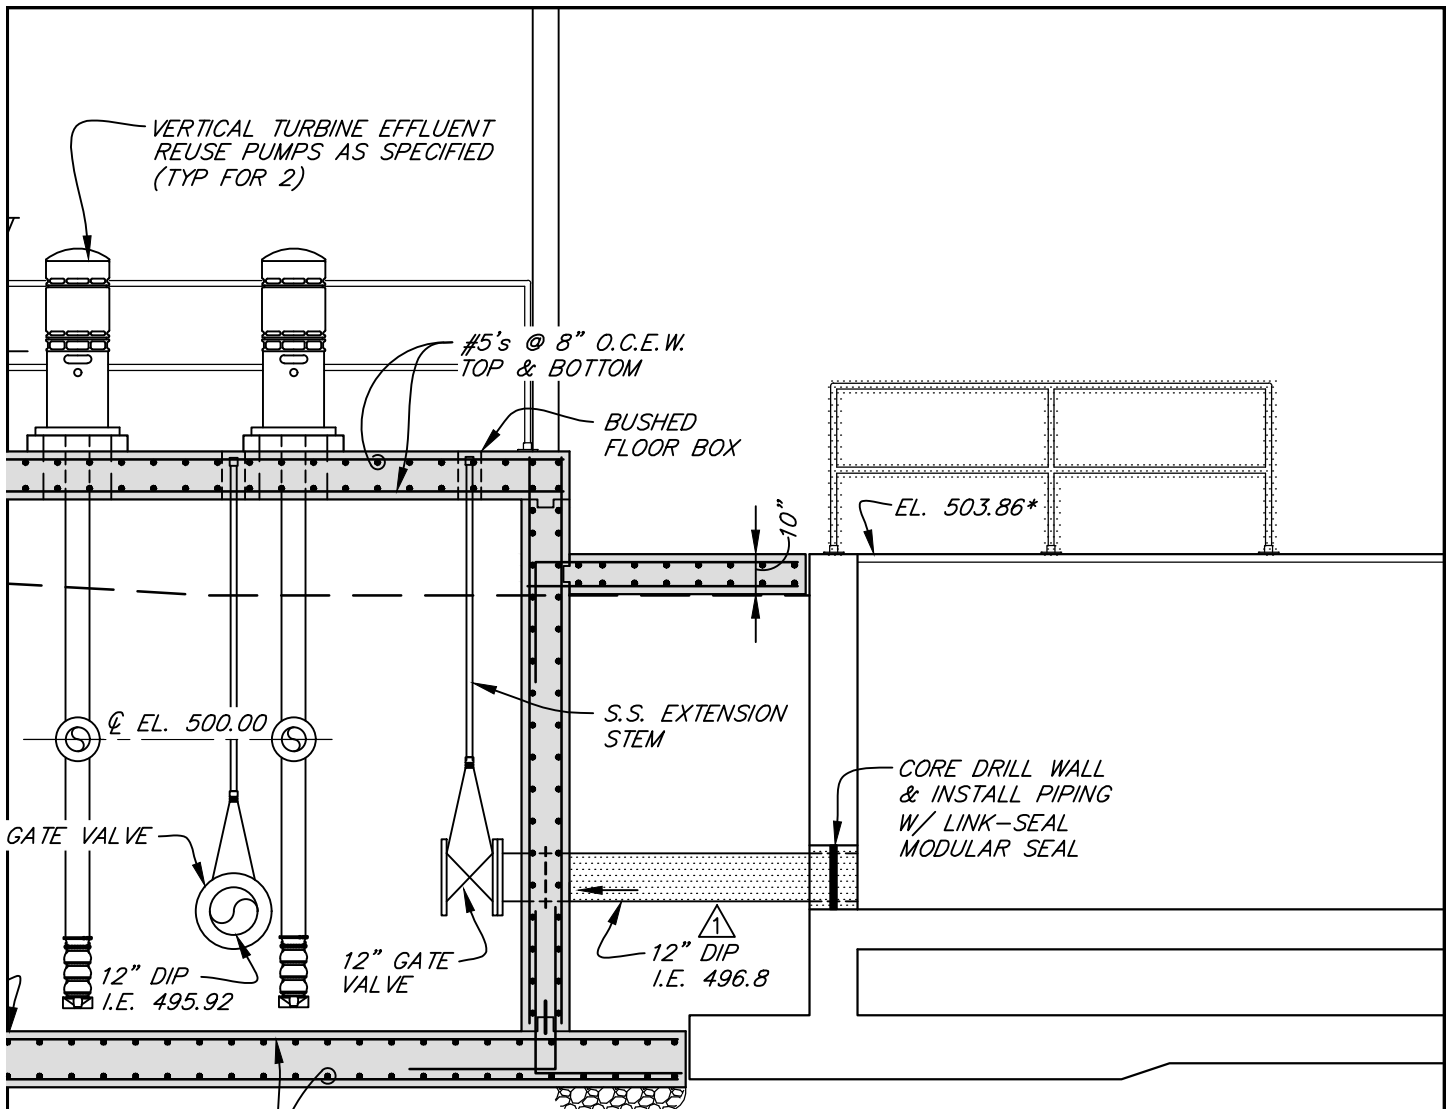 VERTICAL TURBINE EFFLUENT
REUSE PUMPS AS SPECIFIED
(TYP FOR 2)
#5's @ 8" O.C.E.W.
TOP & BOTTOM
BUSHED
FLOOR BOX
10"
EL. 503.86*
℄ EL. 500.00
S.S. EXTENSION
STEM
CORE DRILL WALL
& INSTALL PIPING
W/ LINK-SEAL
MODULAR SEAL
GATE VALVE
12" GATE
VALVE
1
12" DIP
I.E. 496.8
12" DIP
I.E. 495.92